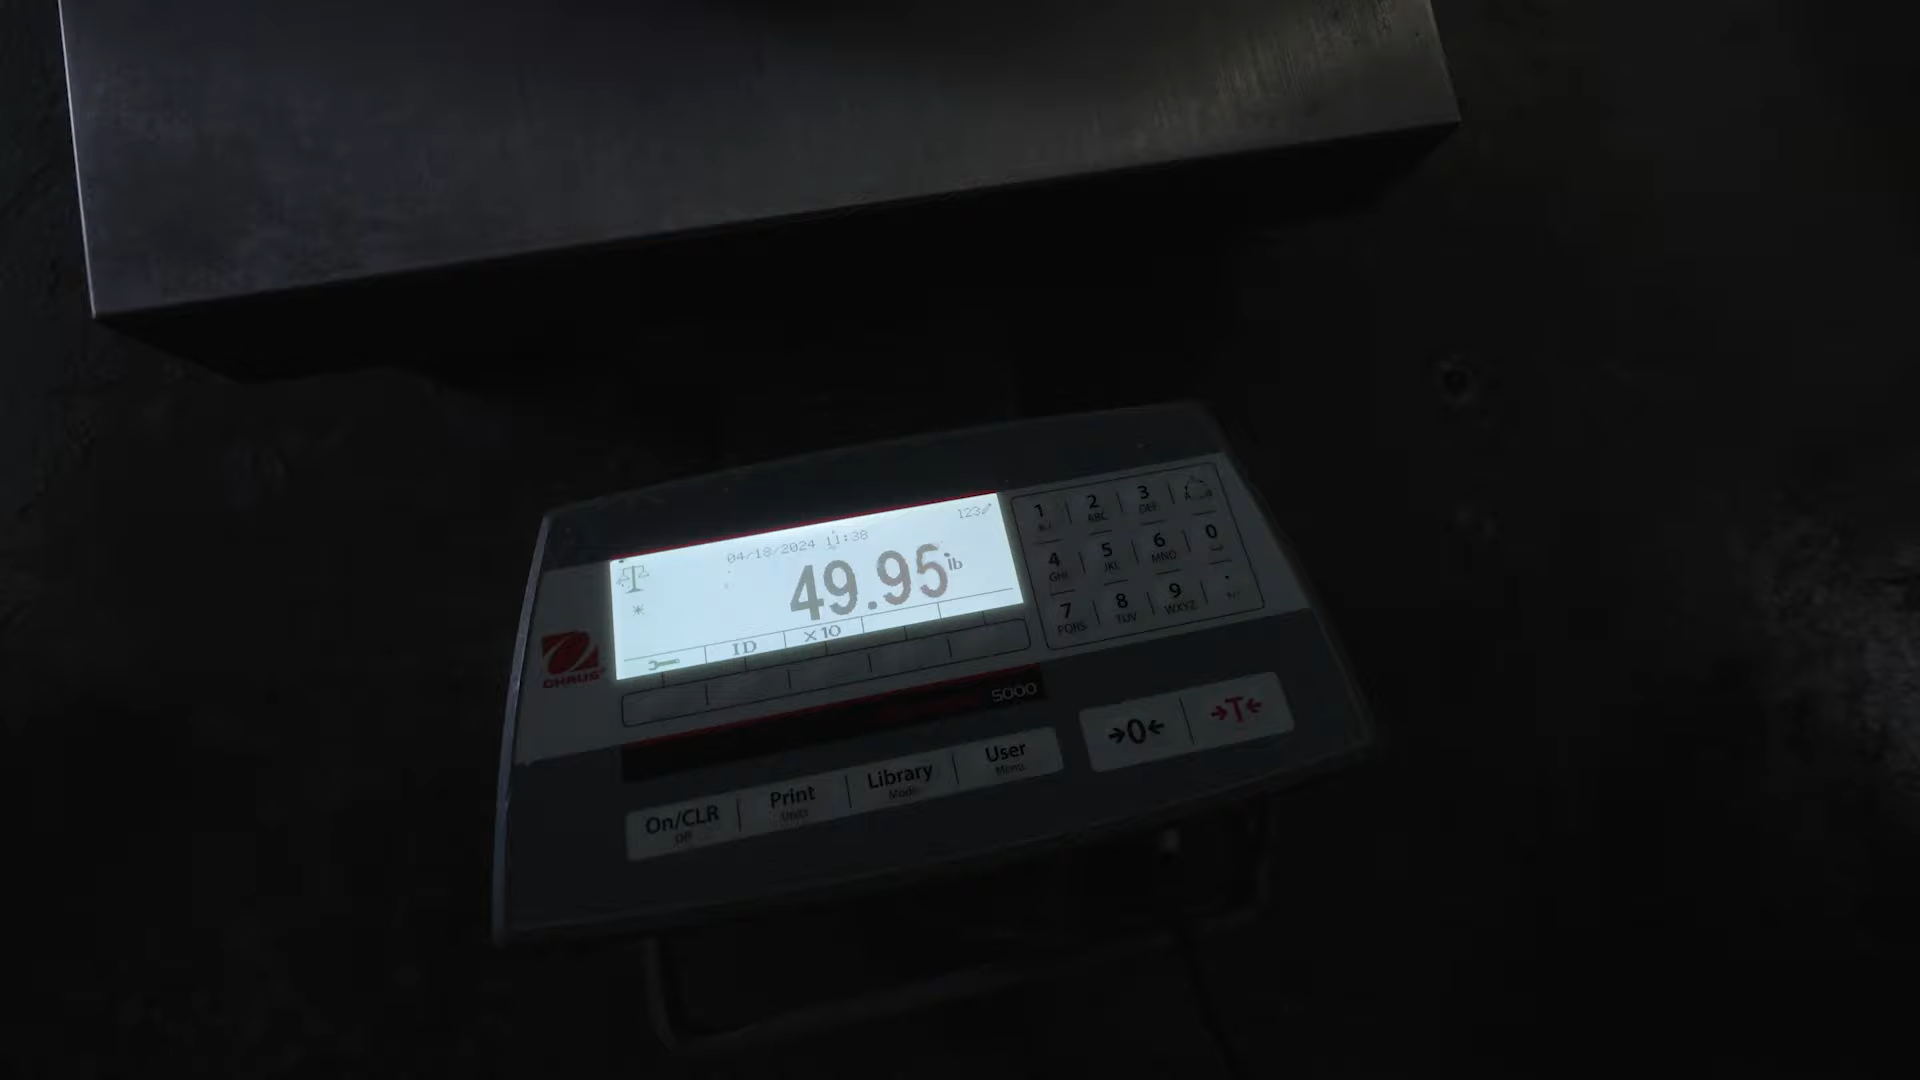 123
04/18/2024 11:38
49.95 lb
*
ID
X10
OHAUS
5000
1 2 ABC 3 DEF
4 GHI 5 JKL 6 MNO 0
7 PQRS 8 TUV 9 WXYZ
→0← →T←
On/CLR Print Library User
Off Units Mode Menu